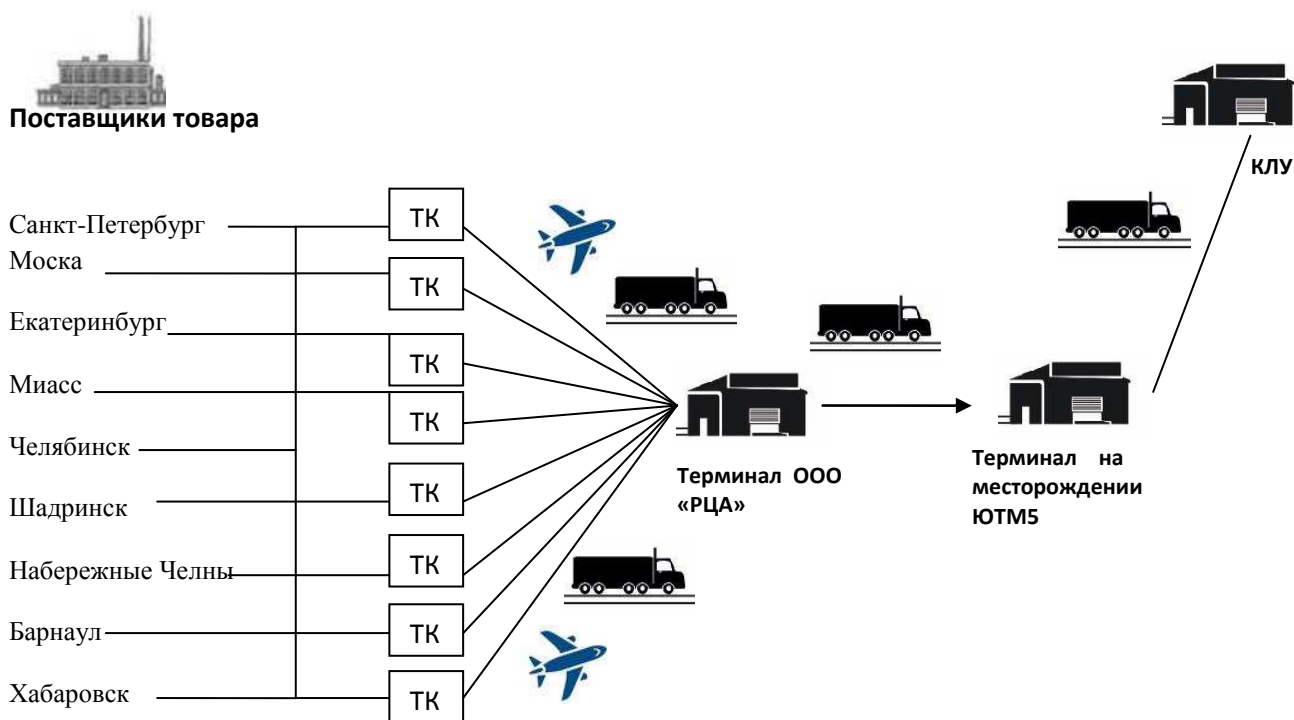 Поставщики товара
КЛУ
Санкт-Петербург
ТК
Моска
ТК
Екатеринбург
ТК
Миасс
ТК
Челябинск
Шадринск
ТК
Набережные Челны
ТК
Барнаул
ТК
Хабаровск
ТК
Терминал ООО
«РЦА»
Терминал на
месторождении
ЮТМ5